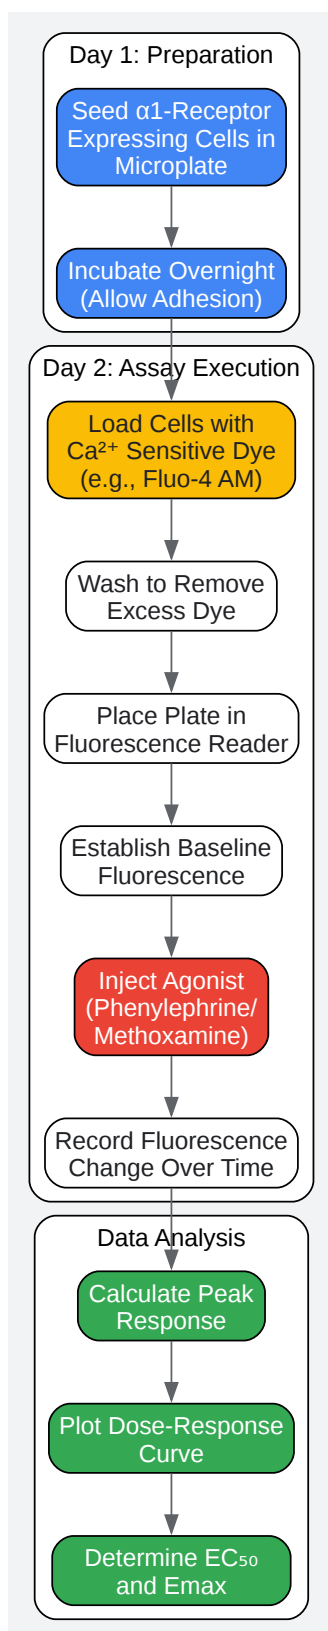 Day 1: Preparation
Seed α1-Receptor
Expressing Cells in
Microplate
Incubate Overnight
(Allow Adhesion)
Day 2: Assay Execution
Load Cells with
Ca²⁺ Sensitive Dye
(e.g., Fluo-4 AM)
Wash to Remove
Excess Dye
Place Plate in
Fluorescence Reader
Establish Baseline
Fluorescence
Inject Agonist
(Phenylephrine/
Methoxamine)
Record Fluorescence
Change Over Time
Data Analysis
Calculate Peak
Response
Plot Dose-Response
Curve
Determine EC₅₀
and Emax